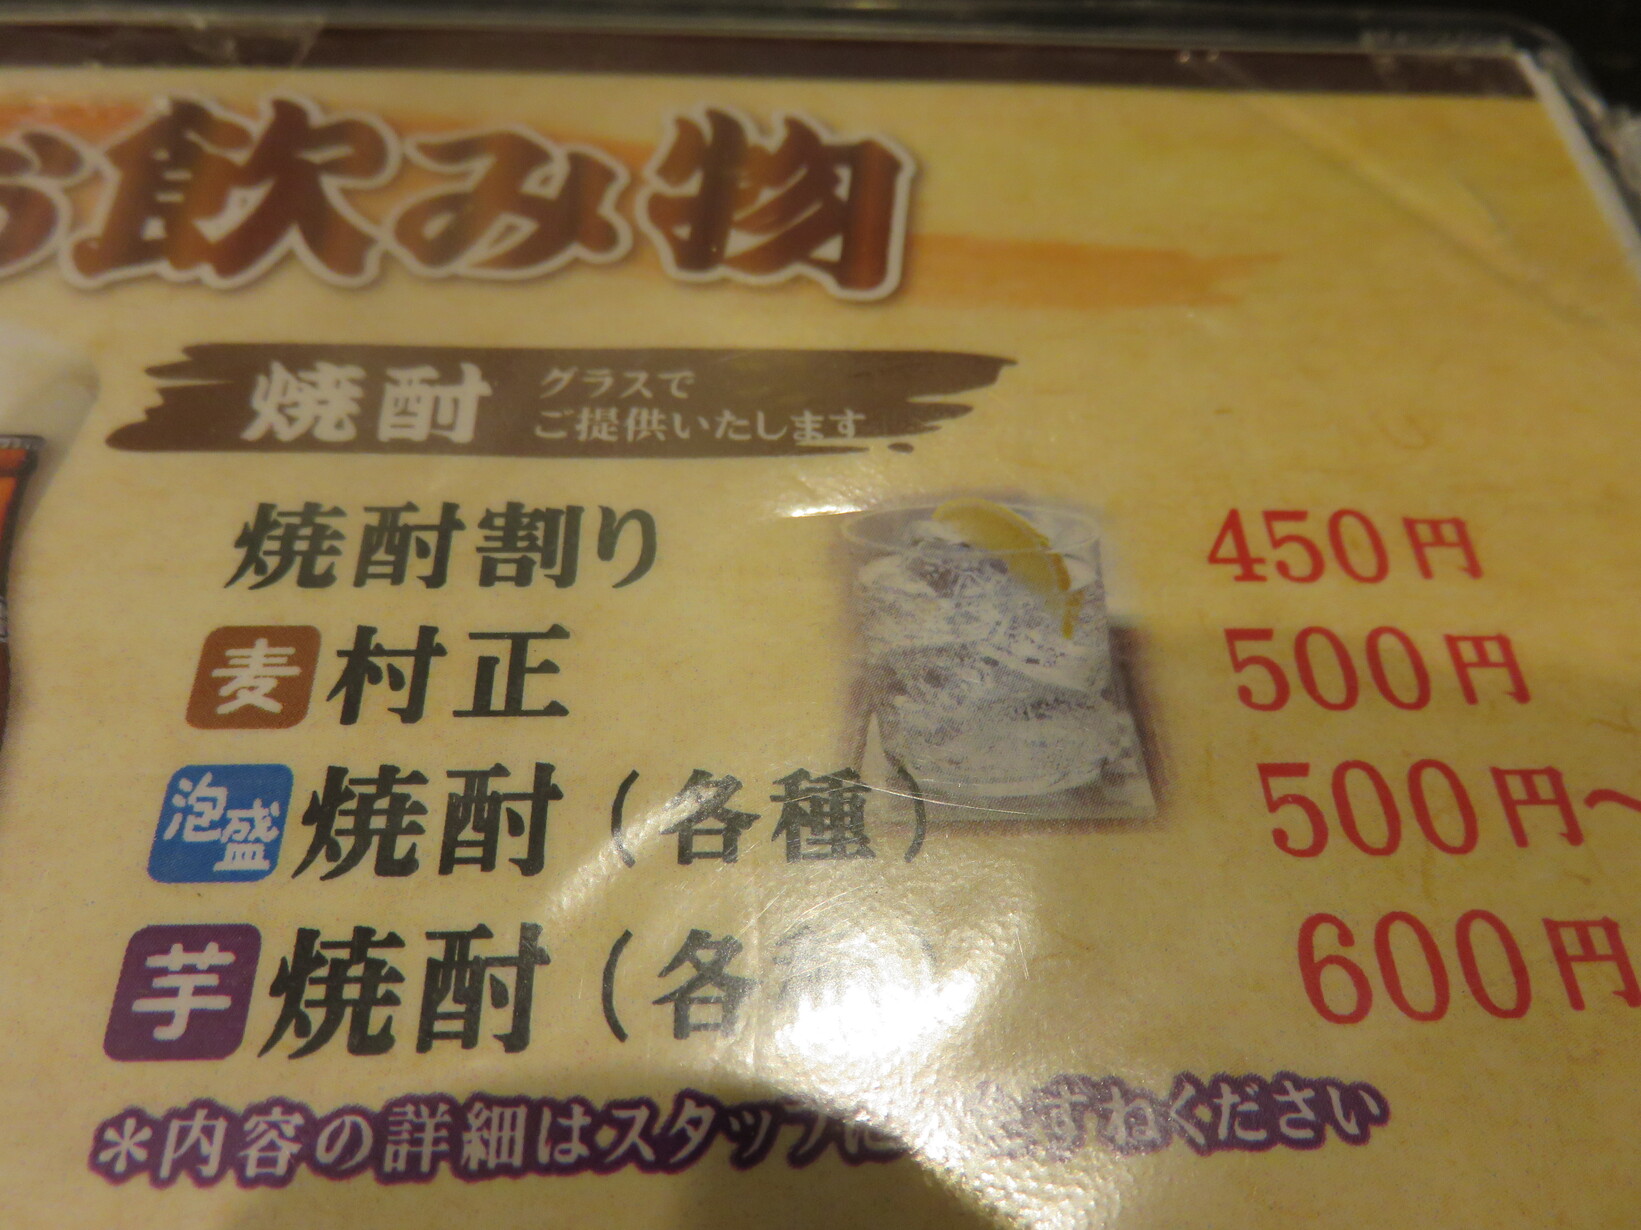 お飲み物
焼酎 グラスで
ご提供いたします
焼酎割り 450円
麦 村正 500円
泡盛 焼酎（各種） 500円〜
芋 焼酎（各 600円
＊内容の詳細はスタッフ ずねください